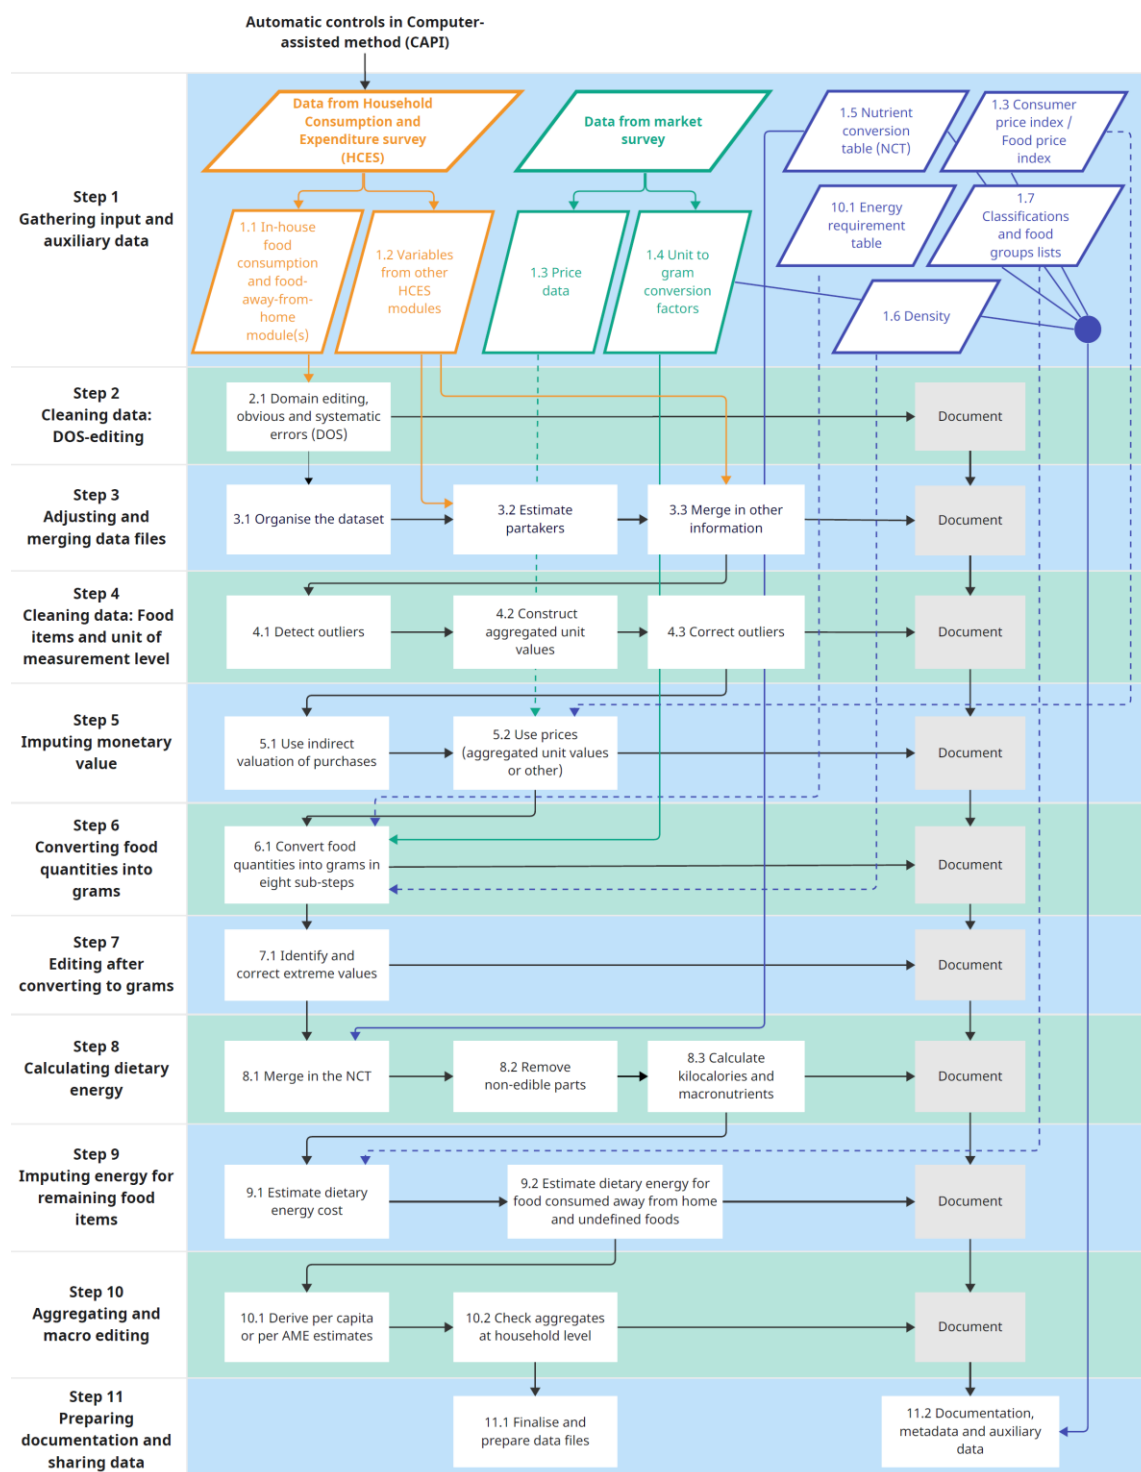 Automatic controls in Computer-
assisted method (CAPI)
Step 1
Gathering input and
auxiliary data
Data from Household
Consumption and
Expenditure survey
(HCES)
Data from market
survey
1.5 Nutrient
conversion
table (NCT)
1.3 Consumer
price index /
Food price
index
1.1 In-house
food
consumption
and food-
away-from-
home
module(s)
1.2 Variables
from other
HCES
modules
1.3 Price
data
1.4 Unit to
gram
conversion
factors
10.1 Energy
requirement
table
1.7
Classifications
and food
groups lists
1.6 Density
Step 2
Cleaning data:
DOS-editing
2.1 Domain editing,
obvious and systematic
errors (DOS)
Document
Step 3
Adjusting and
merging data files
3.1 Organise the dataset
3.2 Estimate
partakers
3.3 Merge in other
information
Document
Step 4
Cleaning data: Food
items and unit of
measurement level
4.1 Detect outliers
4.2 Construct
aggregated unit
values
4.3 Correct outliers
Document
Step 5
Imputing monetary
value
5.1 Use indirect
valuation of purchases
5.2 Use prices
(aggregated unit values
or other)
Document
Step 6
Converting food
quantities into
grams
6.1 Convert food
quantities into grams in
eight sub-steps
Document
Step 7
Editing after
converting to grams
7.1 Identify and
correct extreme values
Document
Step 8
Calculating dietary
energy
8.1 Merge in the NCT
8.2 Remove
non-edible parts
8.3 Calculate
kilocalories and
macronutrients
Document
Step 9
Imputing energy for
remaining food
items
9.1 Estimate dietary
energy cost
9.2 Estimate dietary energy for
food consumed away from home
and undefined foods
Document
Step 10
Aggregating and
macro editing
10.1 Derive per capita
or per AME estimates
10.2 Check aggregates
at household level
Document
Step 11
Preparing
documentation and
sharing data
11.1 Finalise and
prepare data files
11.2 Documentation,
metadata and auxiliary
data